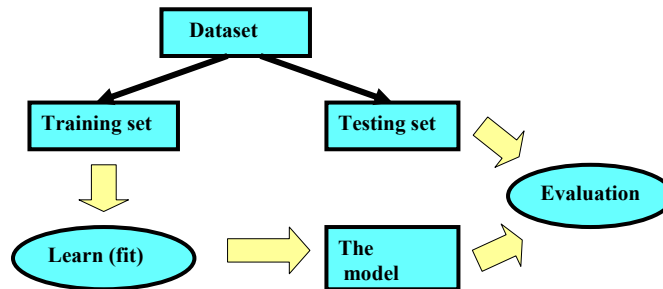 Dataset
Training set
Testing set
Evaluation
Learn (fit)
The
model